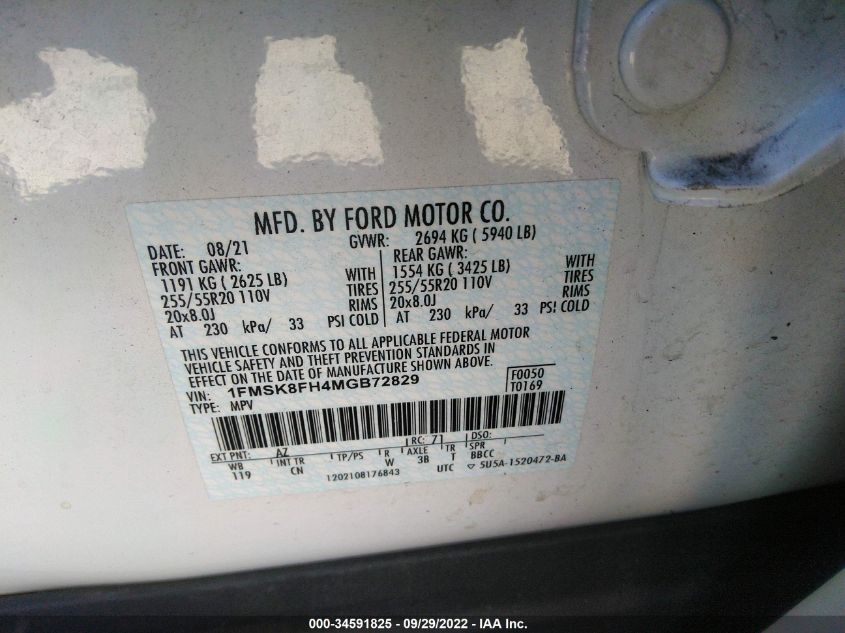 MFD. BY FORD MOTOR CO.
DATE: 08/21 GVWR: 2694 KG ( 5940 LB)
FRONT GAWR: REAR GAWR:
1191 KG ( 2625 LB) WITH 1554 KG ( 3425 LB) WITH
255/55R20 110V TIRES 255/55R20 110V TIRES
20x8.0J RIMS 20x8.0J RIMS
AT 230 kPa/ 33 PSI COLD AT 230 kPa/ 33 PSI COLD
THIS VEHICLE CONFORMS TO ALL APPLICABLE FEDERAL MOTOR
VEHICLE SAFETY AND THEFT PREVENTION STANDARDS IN
EFFECT ON THE DATE OF MANUFACTURE SHOWN ABOVE.
VIN: 1FMSK8FH4MGB72829 F0050
TYPE: MPV T0169
EXT PNT: AZ RC: 71 DSO:
WB INT TR TP/PS R AXLE TR SPR
119 CN W 3B T BBCC
1202108176843 UTC ▽ 5U5A-1520472-BA
000-34591825 - 09/29/2022 - IAA Inc.